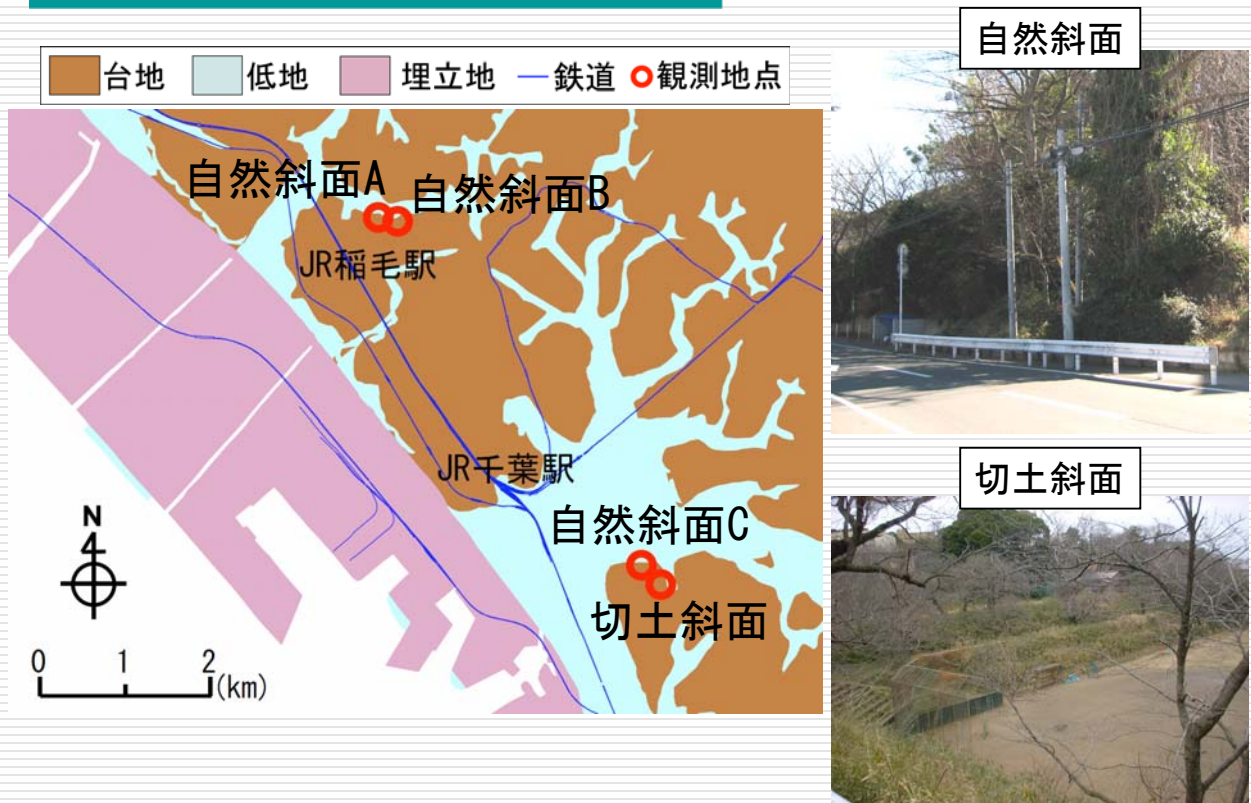 台地 低地 埋立地 鉄道 観測地点
自然斜面A 自然斜面B
JR稲毛駅
JR千葉駅
自然斜面C
切土斜面
N
0 1 2(km)
自然斜面
切土斜面